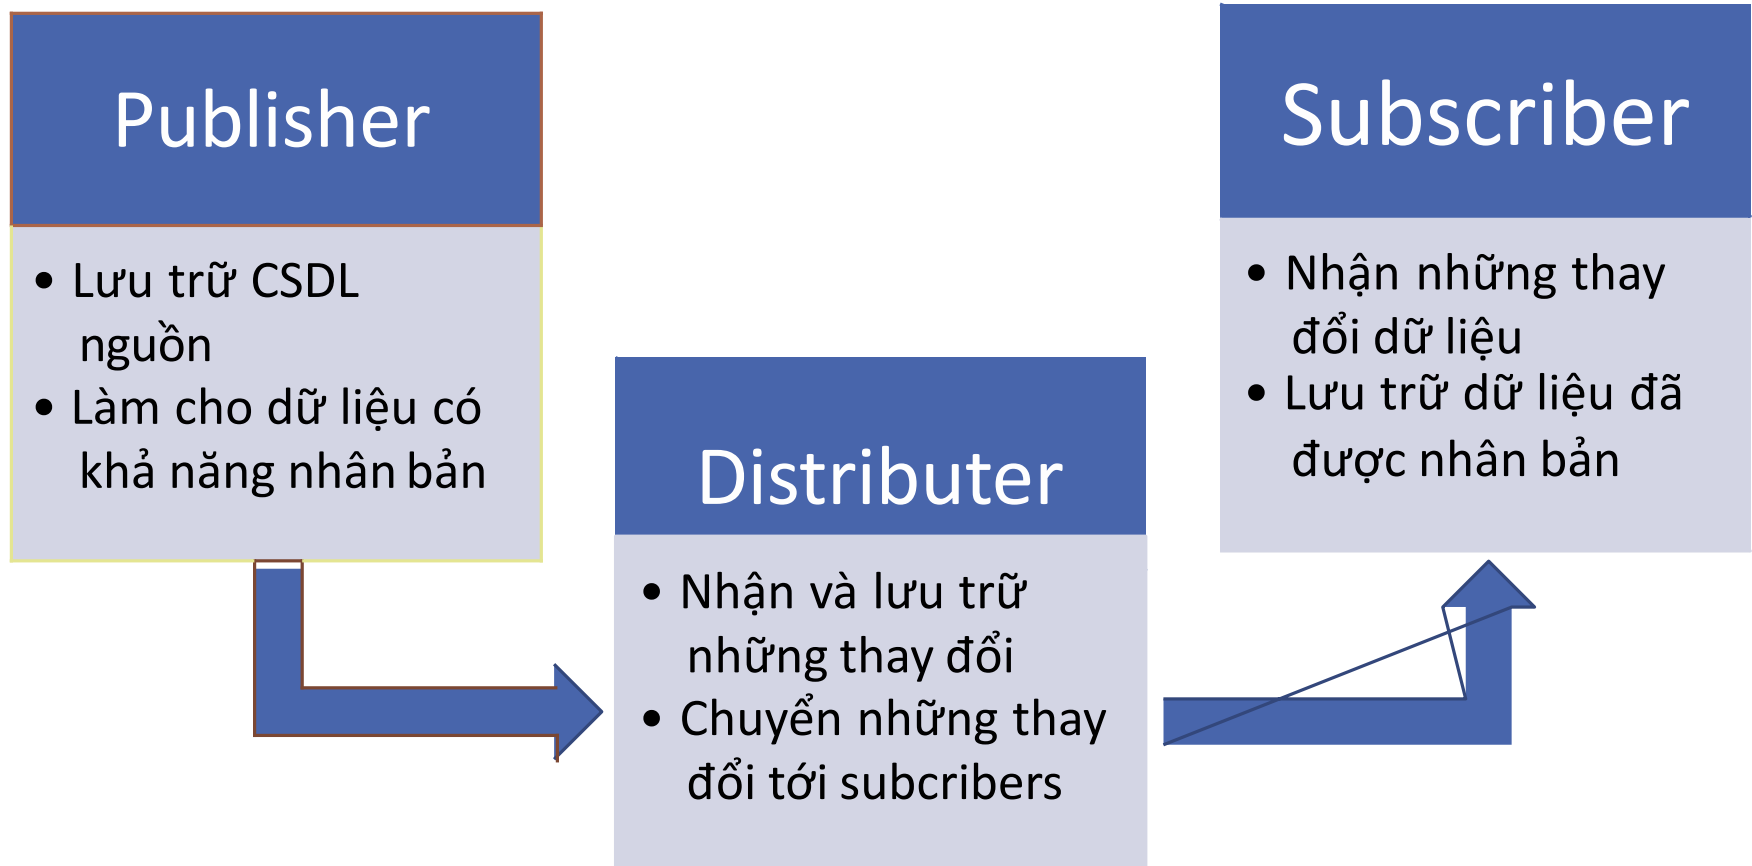 Publisher
• Lưu trữ CSDL
nguồn
• Làm cho dữ liệu có
khả năng nhân bản
Distributer
• Nhận và lưu trữ
những thay đổi
• Chuyển những thay
đổi tới subcribers
Subscriber
• Nhận những thay
đổi dữ liệu
• Lưu trữ dữ liệu đã
được nhân bản